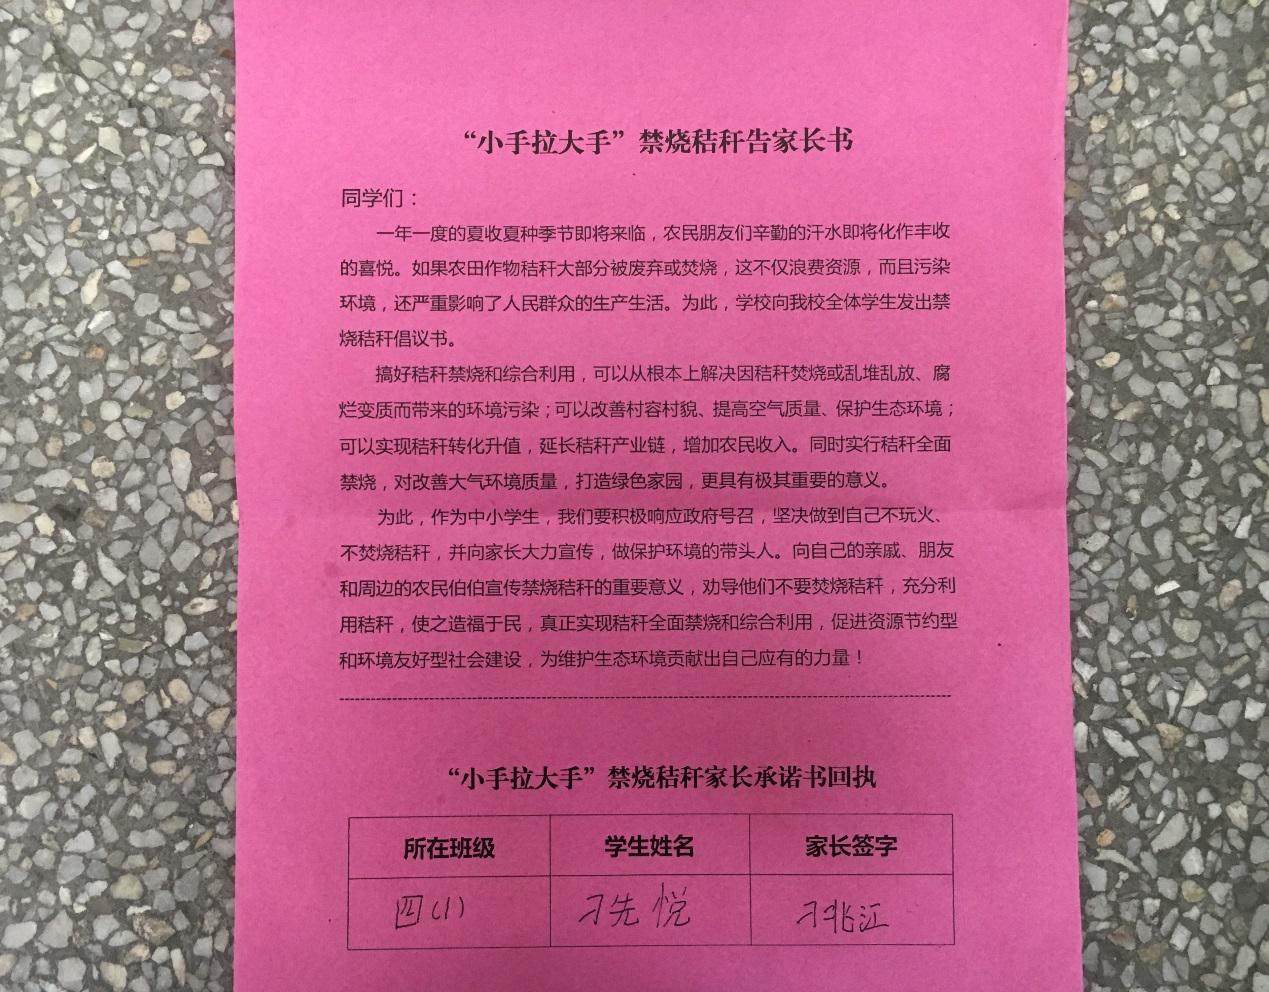 “小手拉大手”禁烧秸秆告家长书
同学们：
一年一度的夏收夏种季节即将来临，农民朋友们辛勤的汗水即将化作丰收
的喜悦。如果农田作物秸秆大部分被废弃或焚烧，这不仅浪费资源，而且污染
环境，还严重影响了人民群众的生产生活。为此，学校向我校全体学生发出禁
烧秸秆倡议书。
搞好秸秆禁烧和综合利用，可以从根本上解决因秸秆焚烧或乱堆乱放、腐
烂变质而带来的环境污染；可以改善村容村貌、提高空气质量、保护生态环境；
可以实现秸秆转化升值，延长秸秆产业链，增加农民收入。同时实行秸秆全面
禁烧，对改善大气环境质量，打造绿色家园，更具有极其重要的意义。
为此，作为中小学生，我们要积极响应政府号召，坚决做到自己不玩火、
不焚烧秸秆，并向家长大力宣传，做保护环境的带头人。向自己的亲戚、朋友
和周边的农民伯伯宣传禁烧秸秆的重要意义，劝导他们不要焚烧秸秆，充分利
用秸秆，使之造福于民，真正实现秸秆全面禁烧和综合利用，促进资源节约型
和环境友好型社会建设，为维护生态环境贡献出自己应有的力量！
“小手拉大手”禁烧秸秆家长承诺书回执
所在班级 学生姓名 家长签字
四(1) 刁先悦 刁兆江